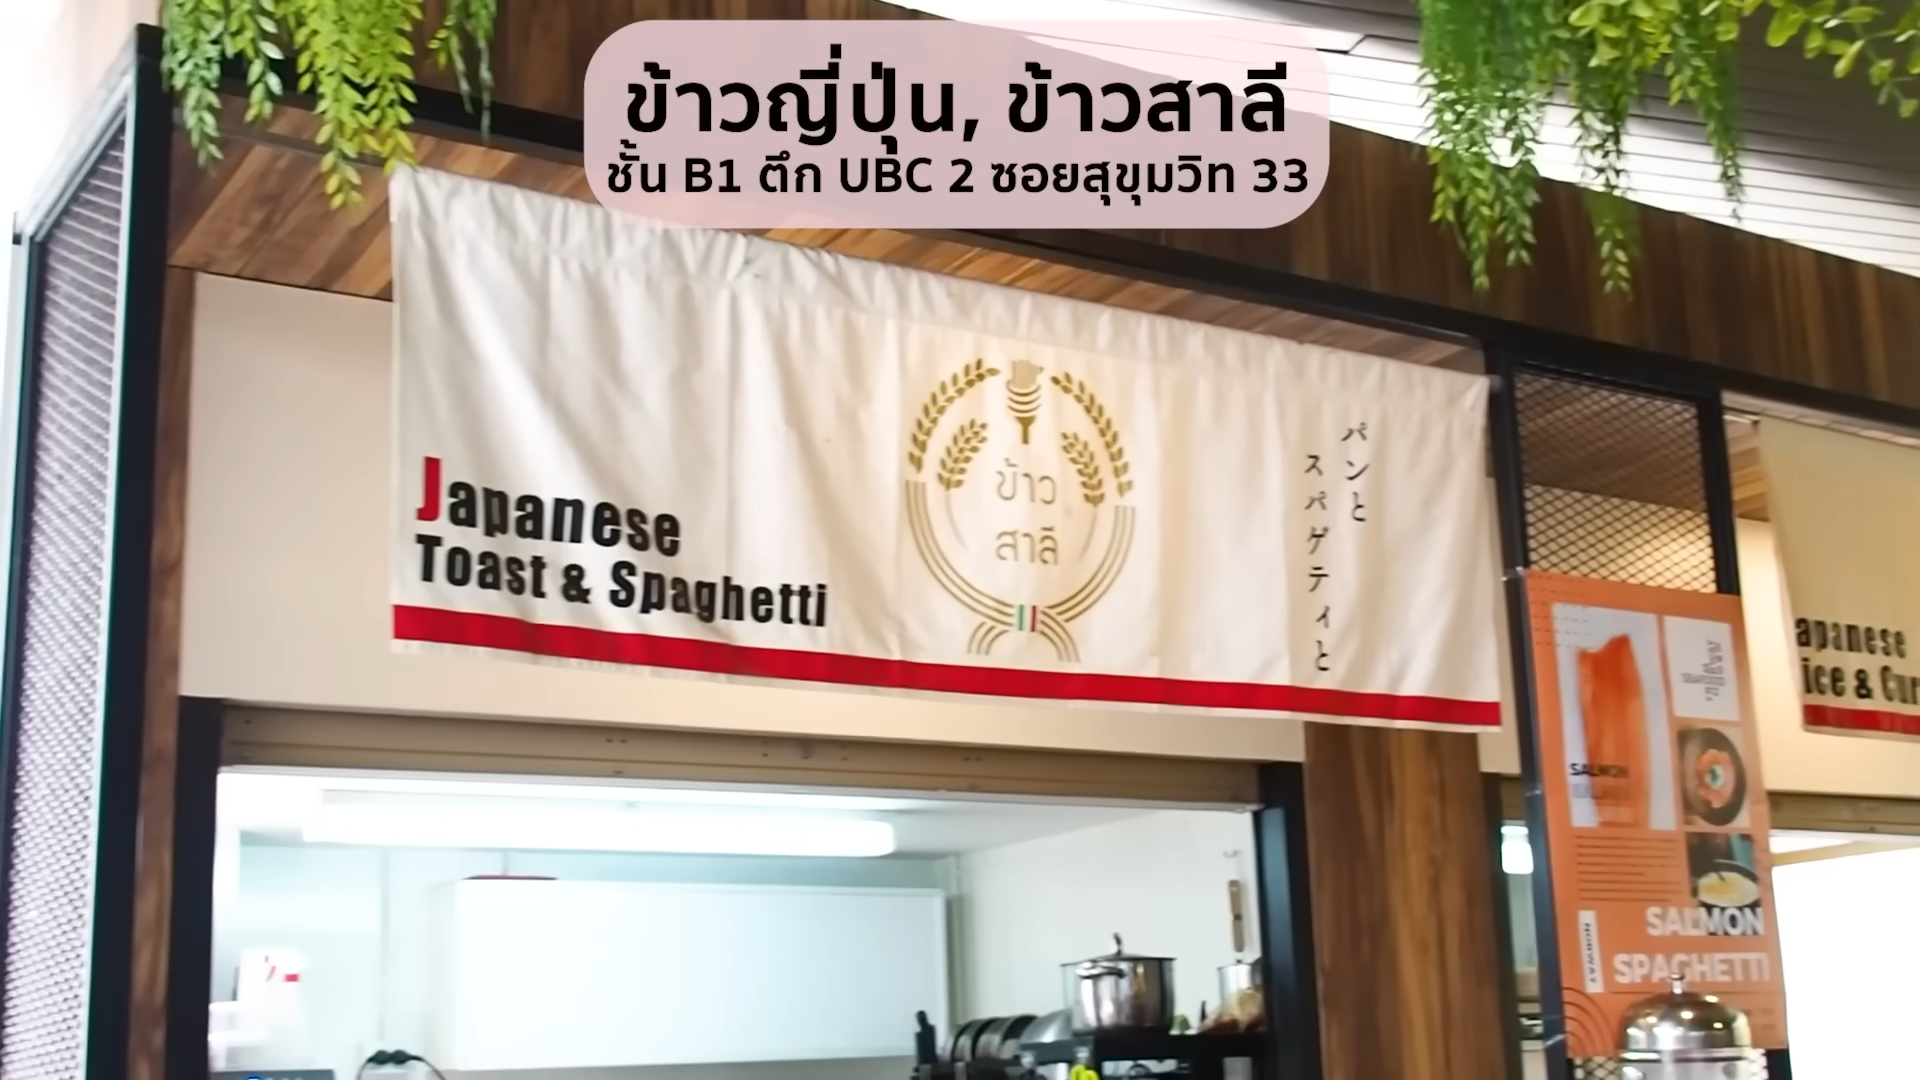 ข้าวญี่ปุ่น, ข้าวสาลี
ชั้น B1 ตึก UBC 2 ซอยสุขุมวิท 33
Japanese
Toast & Spaghetti
ข้าว
สาลี
パンと
スパゲティと
apanese
ice & Cur
SALMON
NORWAY
SALMON
SPAGHETTI